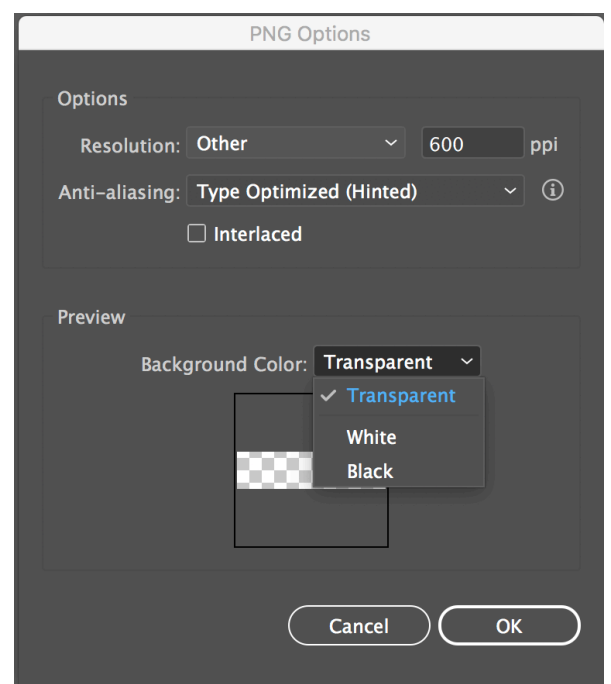 PNG Options
Options
Resolution: Other 600 ppi
Anti-aliasing: Type Optimized (Hinted)
Interlaced
Preview
Background Color: Transparent
Transparent
White
Black
Cancel OK